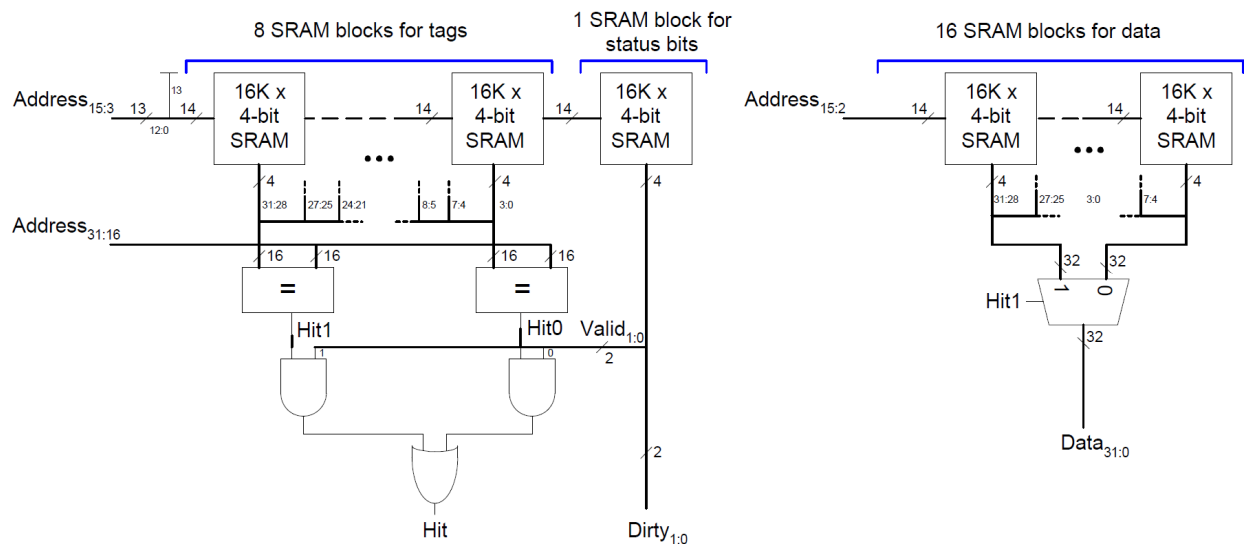 8 SRAM blocks for tags
1 SRAM block for
status bits
16 SRAM blocks for data
Address15:3
13
12:0
13
14
16K x
4-bit
SRAM
14
16K x
4-bit
SRAM
14
16K x
4-bit
SRAM
Address15:2
14
16K x
4-bit
SRAM
14
16K x
4-bit
SRAM
4
31:28
27:25
24:21
8:5
7:4
4
3:0
4
4
31:28
27:25
3:0
7:4
4
Address31:16
16
16
16
16
=
=
Hit1
Hit0
Valid1:0
1
0
2
2
Hit
Dirty1:0
32
32
Hit1
1
0
32
Data31:0